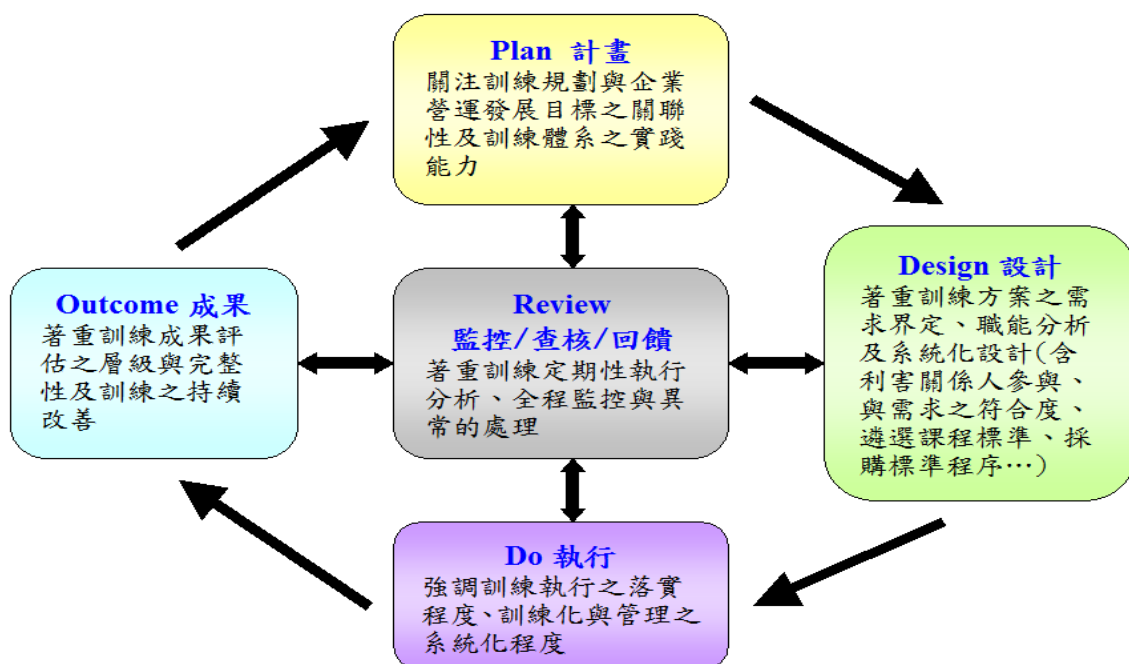 Plan 計畫
關注訓練規劃與企業
營運發展目標之關聯
性及訓練體系之實踐
能力
Outcome 成果
著重訓練成果評
估之層級與完整
性及訓練之持續
改善
Review
監控/查核/回饋
著重訓練定期性執行
分析、全程監控與異
常的處理
Design 設計
著重訓練方案之需
求界定、職能分析
及系統化設計(含
利害關係人參與、
與需求之符合度、
遴選課程標準、採
購標準程序…)
Do 執行
強調訓練執行之落實
程度、訓練化與管理之
系統化程度